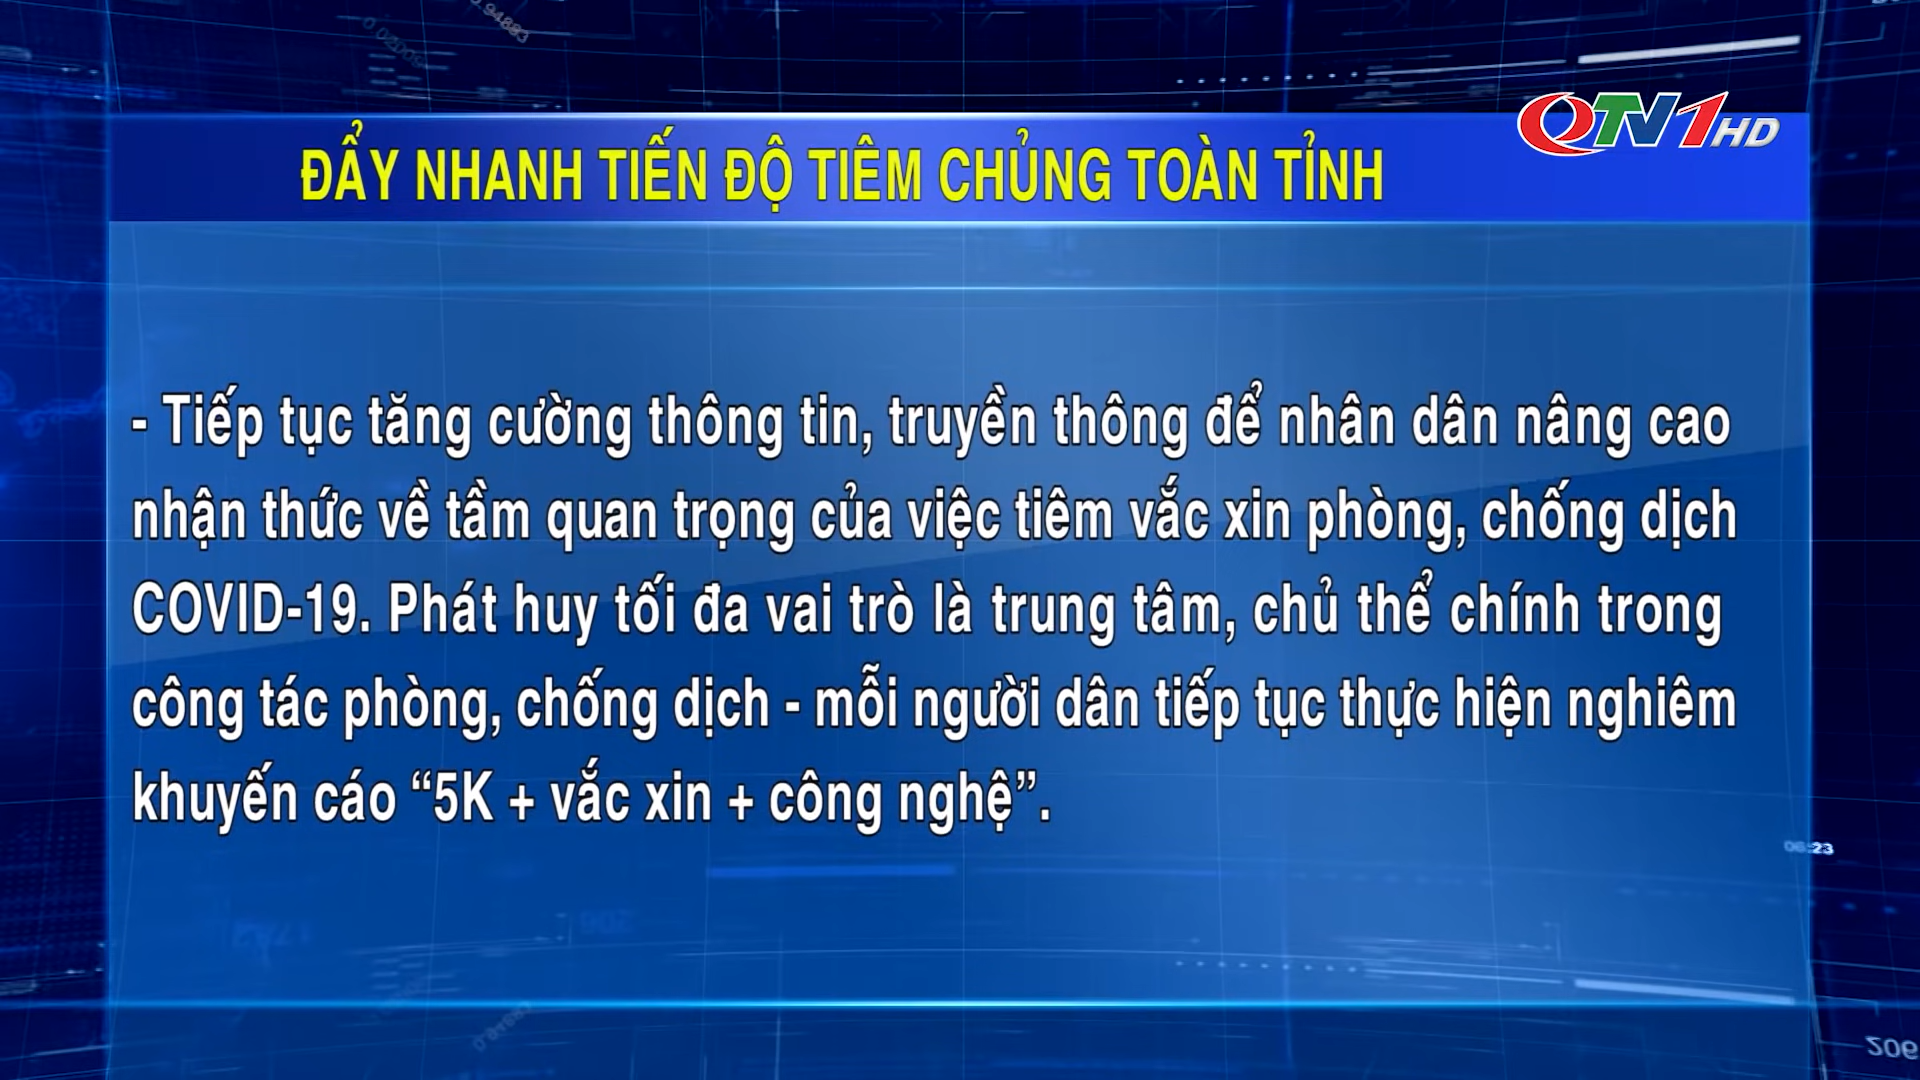 QTV1HD
ĐẨY NHANH TIẾN ĐỘ TIÊM CHỦNG TOÀN TỈNH
- Tiếp tục tăng cường thông tin, truyền thông để nhân dân nâng cao
nhận thức về tầm quan trọng của việc tiêm vắc xin phòng, chống dịch
COVID-19. Phát huy tối đa vai trò là trung tâm, chủ thể chính trong
công tác phòng, chống dịch - mỗi người dân tiếp tục thực hiện nghiêm
khuyến cáo “5K + vắc xin + công nghệ”.
06:23